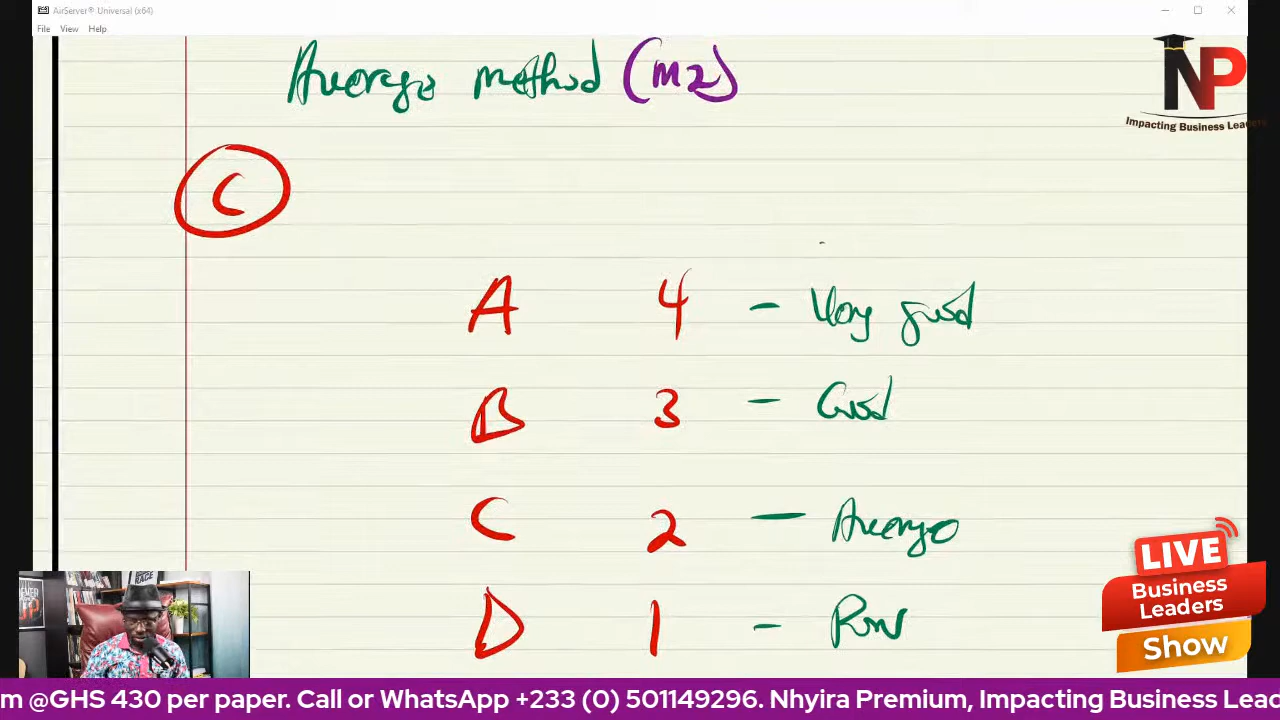 AirServer® Universal (x64)
File View Help
Average method (M2)
NP
Impacting Business Leaders
C
A 4 - Very good
B 3 - Good
C 2 - Average
D 1 -
LIVE
Business
Leaders
Show
m @GHS 430 per paper. Call or WhatsApp +233 (0) 501149296. Nhyira Premium, Impacting Business Lead